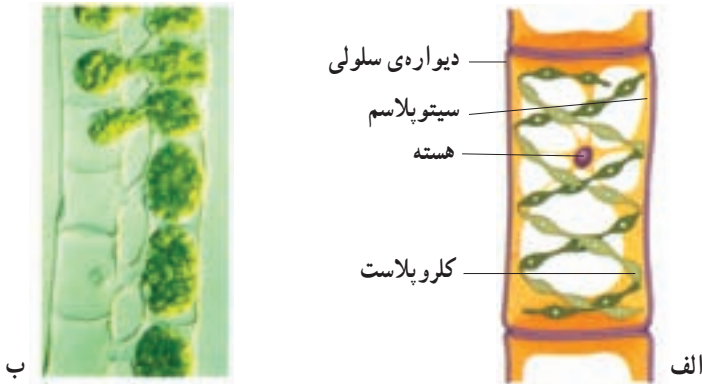 دیواره‌ی سلولی
سیتوپلاسم
هسته
کلروپلاست
الف
ب